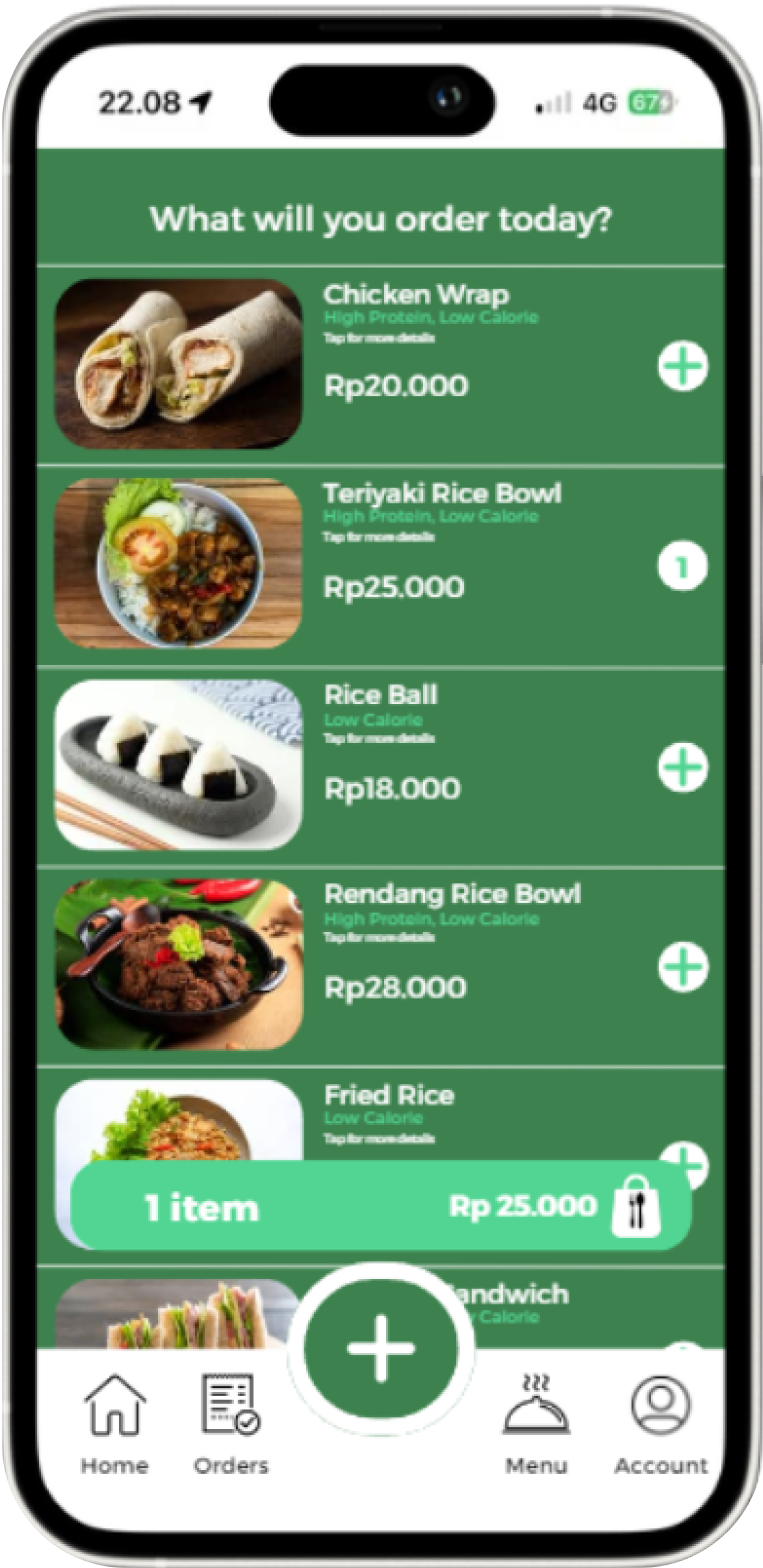 22.08
4G
67
What will you order today?
Chicken Wrap
High Protein, Low Calorie
Tap for more details
Rp20.000
Teriyaki Rice Bowl
High Protein, Low Calorie
Tap for more details
Rp25.000
1
Rice Ball
Low Calorie
Tap for more details
Rp18.000
Rendang Rice Bowl
High Protein, Low Calorie
Tap for more details
Rp28.000
Fried Rice
Low Calorie
Tap for more details
1 item
Rp 25.000
Calorie
Home
Orders
Menu
Account